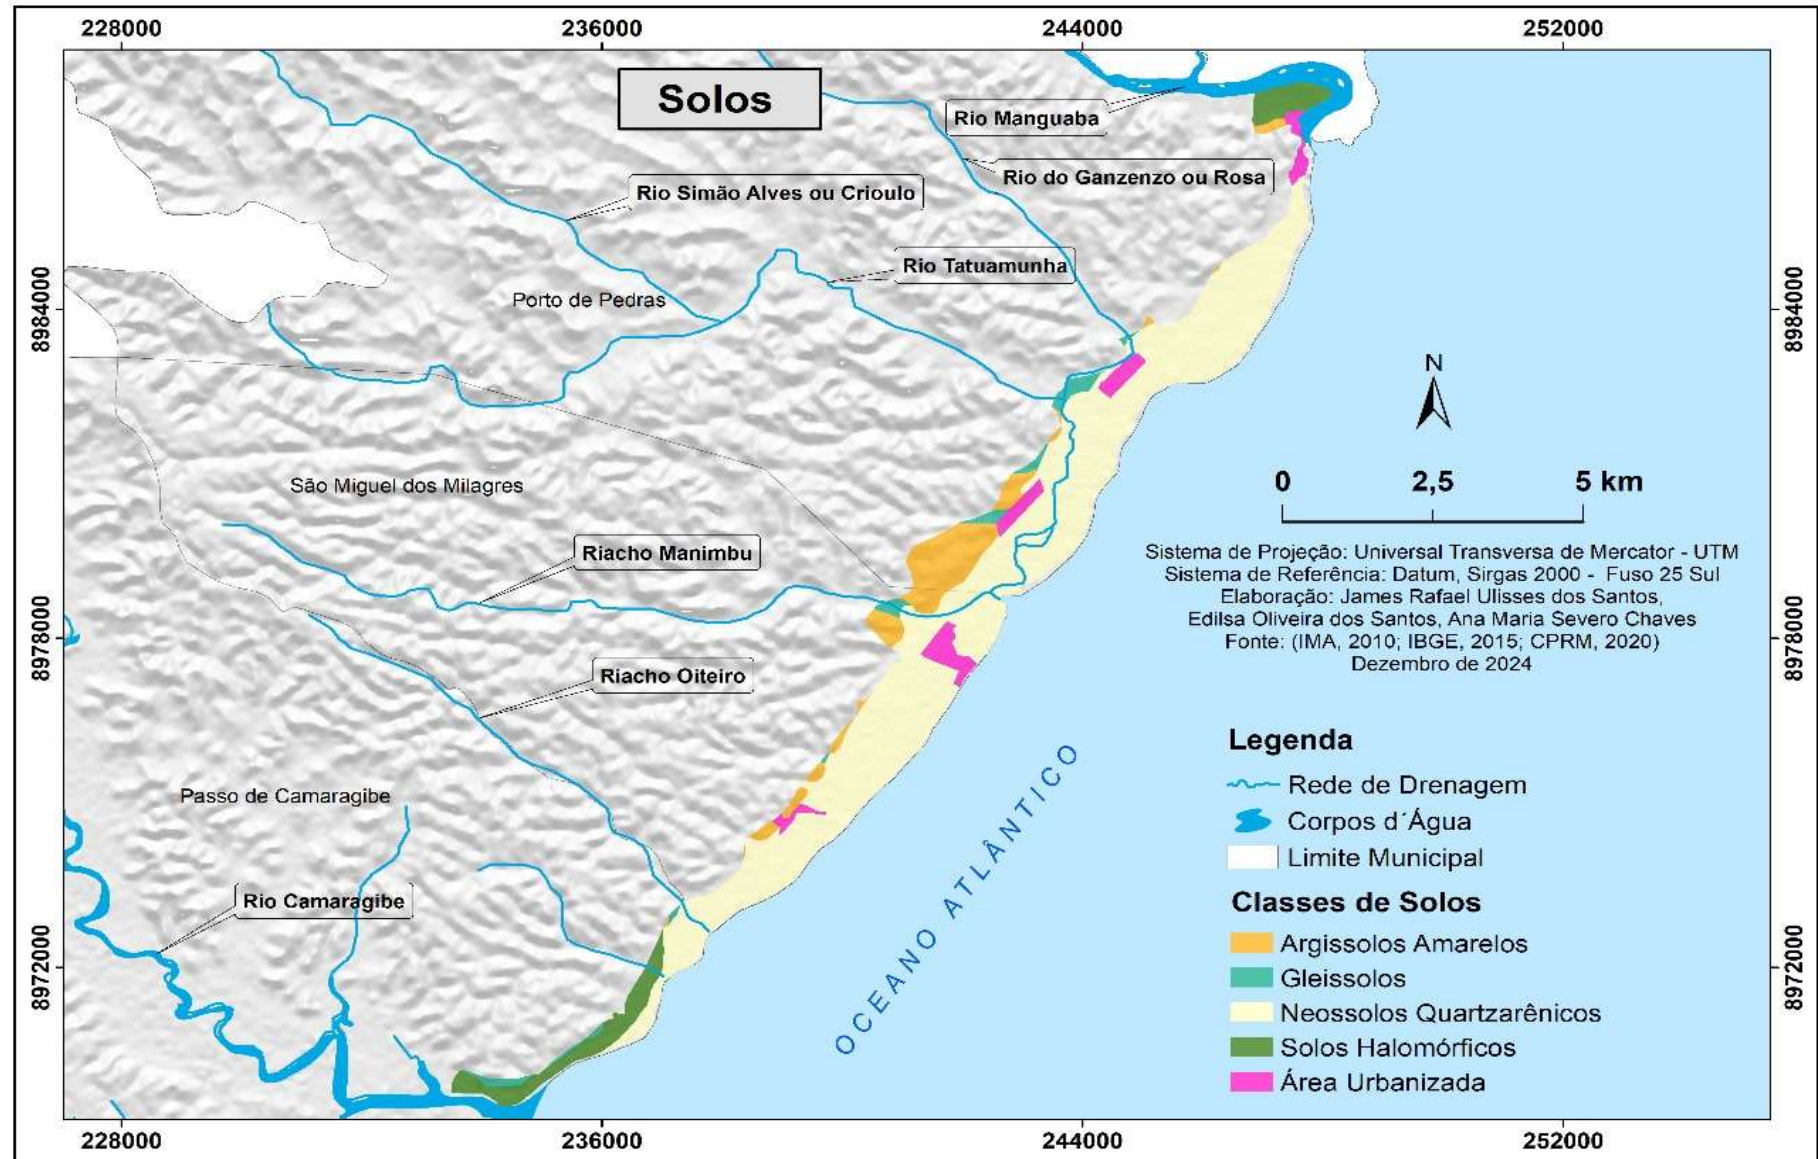 228000
236000
244000
252000
Solos
Rio Manguaba
Rio do Ganzenzo ou Rosa
Rio Simão Alves ou Crioulo
Rio Tatuamunha
Porto de Pedras
8984000
8984000
N
São Miguel dos Milagres
0
2,5
5 km
Riacho Manimbu
Sistema de Projeção: Universal Transversa de Mercator - UTM
Sistema de Referência: Datum, Sirgas 2000 - Fuso 25 Sul
Elaboração: James Rafael Ulisses dos Santos,
Edilsa Oliveira dos Santos, Ana Maria Severo Chaves
Fonte: (IMA, 2010; IBGE, 2015; CPRM, 2020)
Dezembro de 2024
8978000
8978000
Riacho Oiteiro
Passo de Camaragibe
Rio Camaragibe
OCEANO ATLÂNTICO
Legenda
Rede de Drenagem
Corpos d´Água
Limite Municipal
Classes de Solos
Argissolos Amarelos
Gleissolos
Neossolos Quartzarênicos
Solos Halomórficos
Área Urbanizada
8972000
8972000
228000
236000
244000
252000